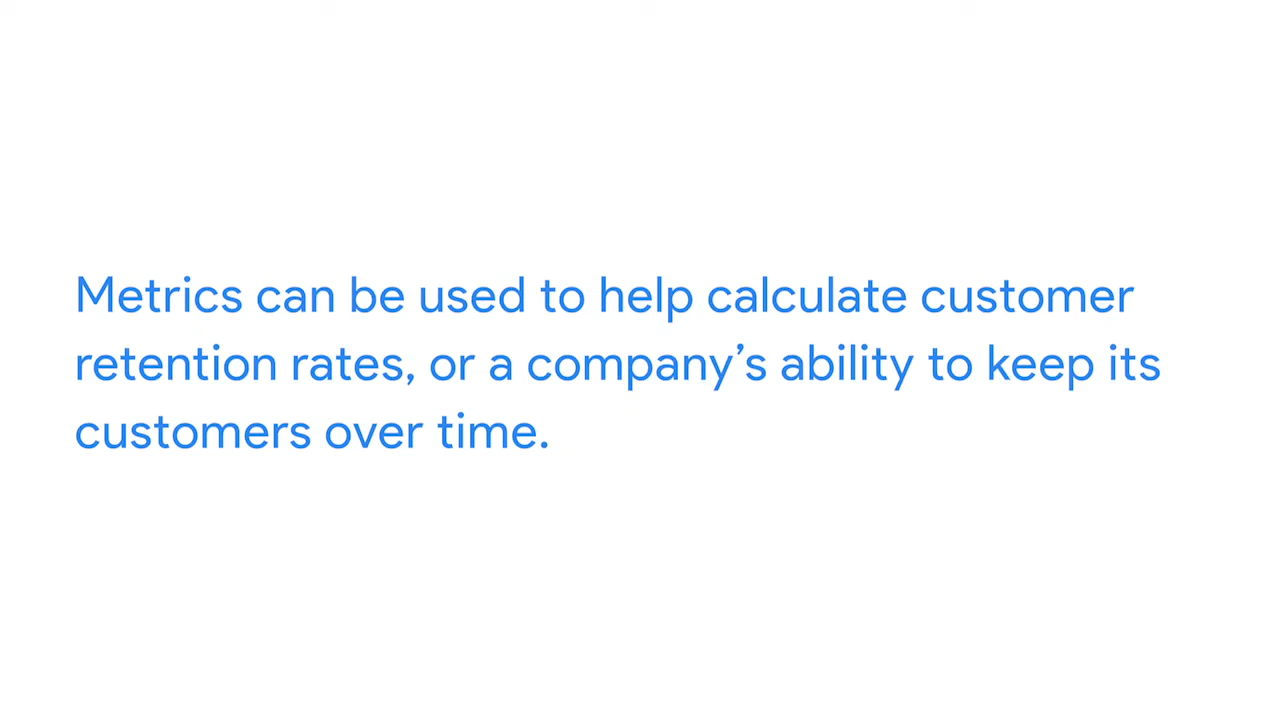 Metrics can be used to help calculate customer
retention rates, or a company’s ability to keep its
customers over time.